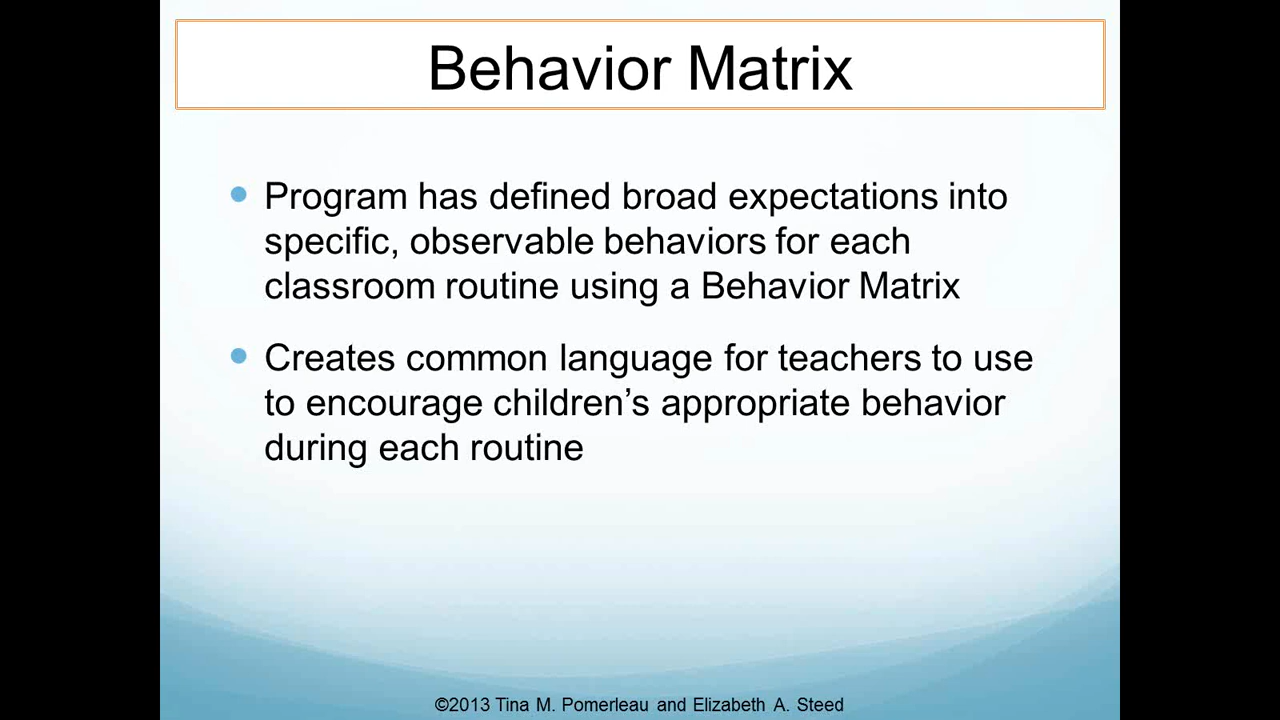 Behavior Matrix
Program has defined broad expectations into
specific, observable behaviors for each
classroom routine using a Behavior Matrix
Creates common language for teachers to use
to encourage children’s appropriate behavior
during each routine
©2013 Tina M. Pomerleau and Elizabeth A. Steed